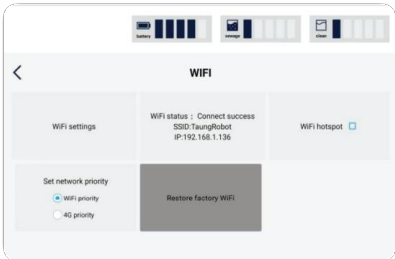 battery
sewage
clean
WIFI
WiFi settings
WiFi status： Connect success
SSID:TaungRobot
IP:192.168.1.136
WiFi hotspot
Set network priority
WiFi priority
4G priority
Restore factory WiFi